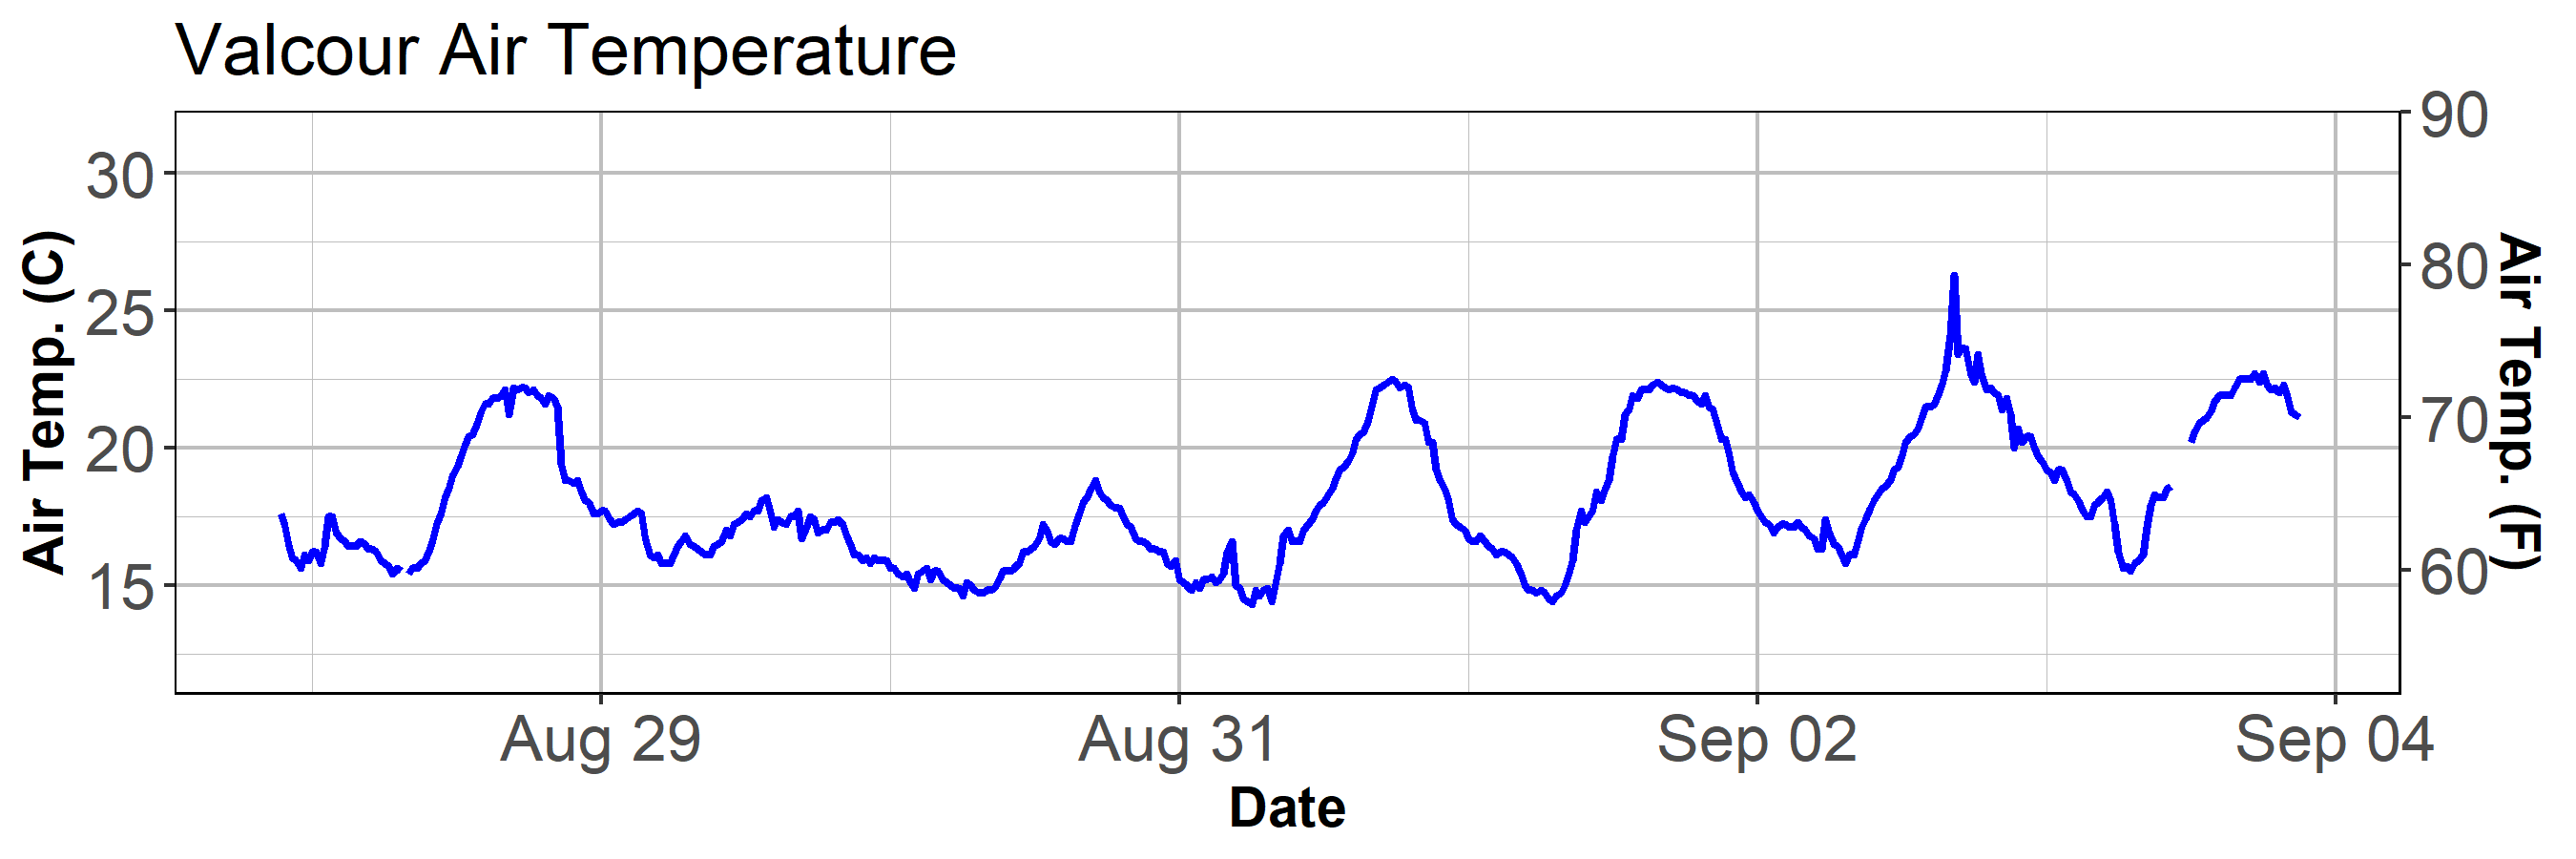 Valcour Air Temperature
Air Temp. (C)
30
25
20
15
90
80
70
60
Air Temp. (F)
Aug 29
Aug 31
Sep 02
Sep 04
Date